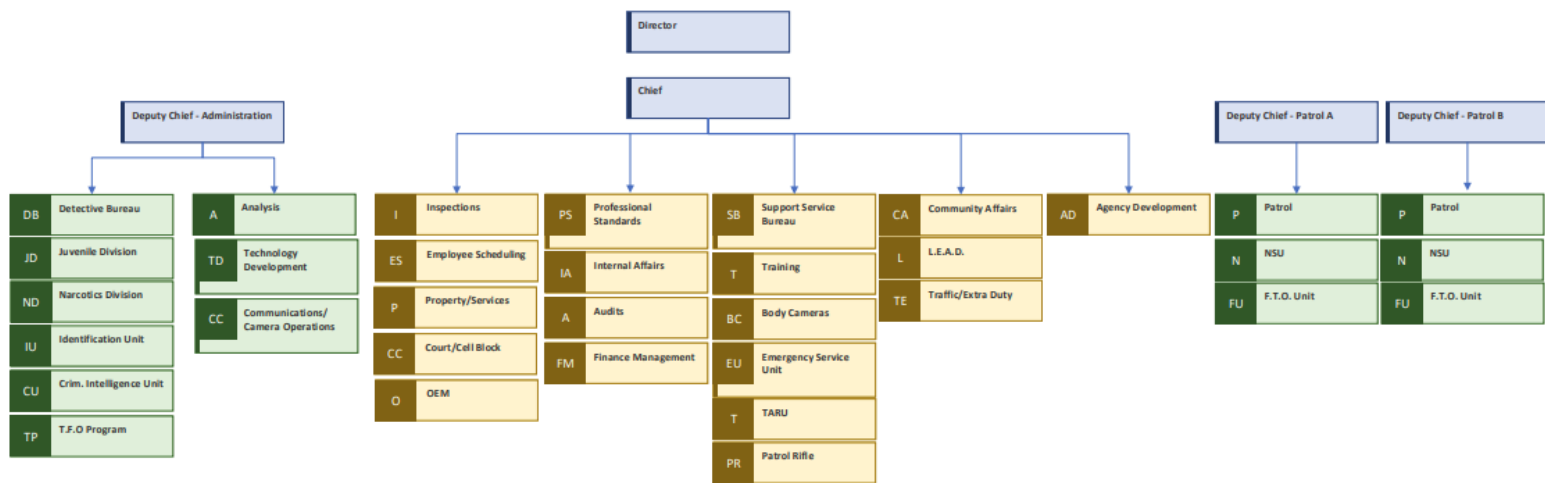 Director
Chief
Deputy Chief - Administration
Deputy Chief - Patrol A
Deputy Chief - Patrol B
DB
Detective Bureau
JD
Juvenile Division
ND
Narcotics Division
IU
Identification Unit
CU
Crim. Intelligence Unit
TP
T.F.O Program
A
Analysis
TD
Technology
Development
CC
Communications/
Camera Operations
I
Inspections
ES
Employee Scheduling
P
Property/Services
CC
Court/Cell Block
O
OEM
PS
Professional
Standards
IA
Internal Affairs
A
Audits
FM
Finance Management
SB
Support Service
Bureau
T
Training
BC
Body Cameras
EU
Emergency Service
Unit
T
TARU
PR
Patrol Rifle
CA
Community Affairs
L
L.E.A.D.
TE
Traffic/Extra Duty
AD
Agency Development
P
Patrol
N
NSU
FU
F.T.O. Unit
P
Patrol
N
NSU
FU
F.T.O. Unit